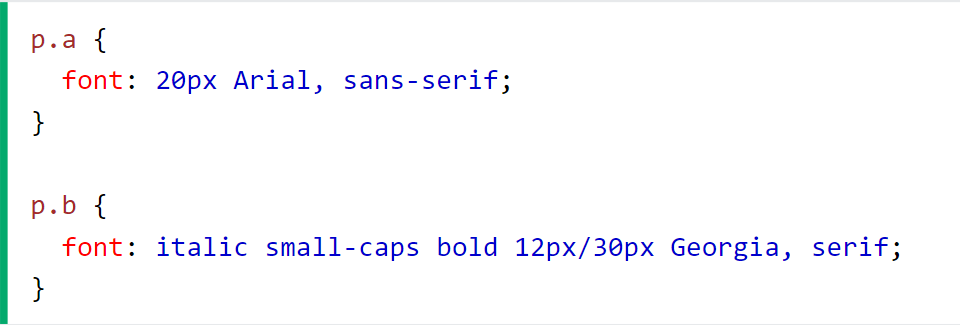 p.a {
  font: 20px Arial, sans-serif;
}

p.b {
  font: italic small-caps bold 12px/30px Georgia, serif;
}